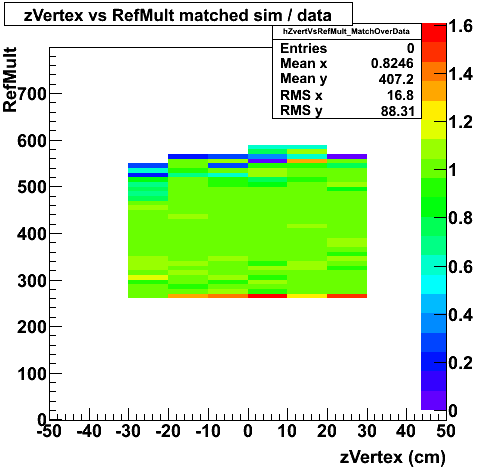 zVertex vs RefMult matched sim / data
hZvertVsRefMult_MatchOverData
Entries 0
Mean x 0.8246
Mean y 407.2
RMS x 16.8
RMS y 88.31
RefMult
700
600
500
400
300
200
100
0
-50 -40 -30 -20 -10 0 10 20 30 40 50
zVertex (cm)
1.6
1.4
1.2
1
0.8
0.6
0.4
0.2
0